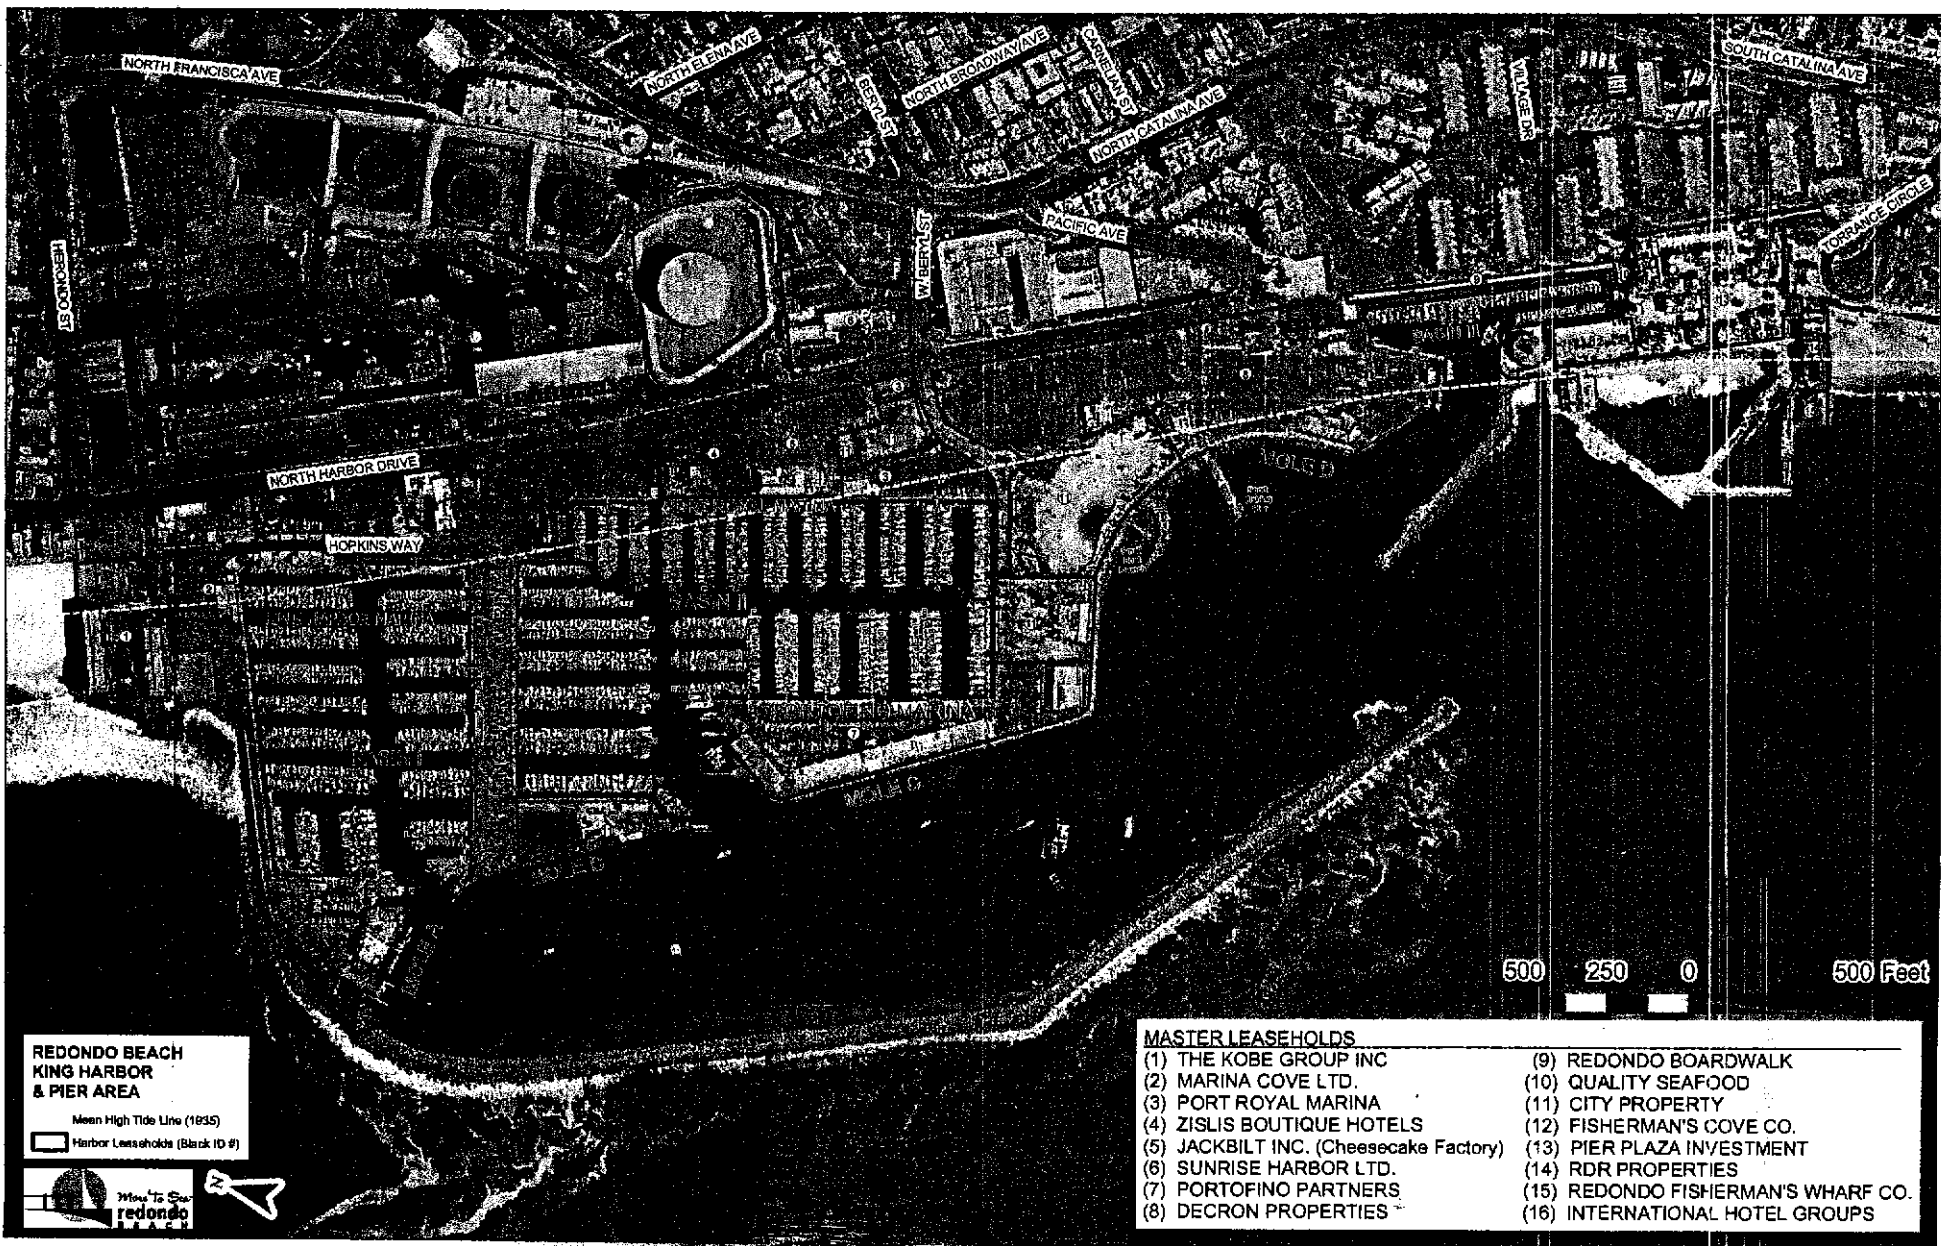 NORTH FRANCISCA AVE
NORTH ELENA AVE
BERYL ST
NORTH BROADWAY AVE
CARNELIAN ST
NORTH CATALINA AVE
VILLAGE DR
SOUTH CATALINA AVE
TORRANCE CIRCLE
HERONDO ST
W. BERYL ST
PACIFIC AVE
NORTH HARBOR DRIVE
HOPKINS WAY
MOLE D
MOLE C
BASIN II
500 250 0 500 Feet
REDONDO BEACH
KING HARBOR
& PIER AREA
Mean High Tide Line (1935)
Harbor Leaseholds (Black ID #)
More To Sea
redondo
BEACH
N
MASTER LEASEHOLDS
(1) THE KOBE GROUP INC
(2) MARINA COVE LTD.
(3) PORT ROYAL MARINA
(4) ZISLIS BOUTIQUE HOTELS
(5) JACKBILT INC. (Cheesecake Factory)
(6) SUNRISE HARBOR LTD.
(7) PORTOFINO PARTNERS
(8) DECRON PROPERTIES
(9) REDONDO BOARDWALK
(10) QUALITY SEAFOOD
(11) CITY PROPERTY
(12) FISHERMAN'S COVE CO.
(13) PIER PLAZA INVESTMENT
(14) RDR PROPERTIES
(15) REDONDO FISHERMAN'S WHARF CO.
(16) INTERNATIONAL HOTEL GROUPS